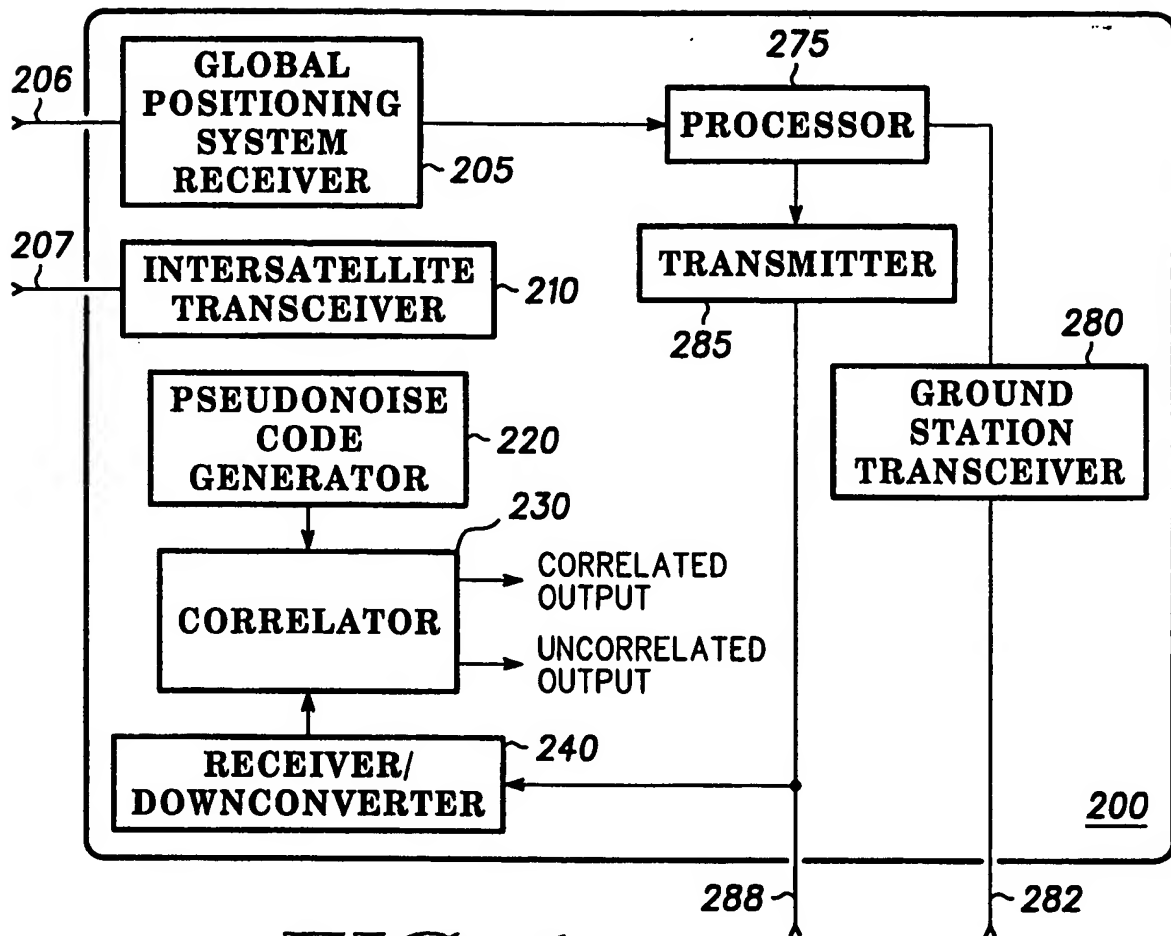 206
GLOBAL
POSITIONING
SYSTEM
RECEIVER
205
275
PROCESSOR
207
INTERSATELLITE
TRANSCEIVER
210
TRANSMITTER
285
280
GROUND
STATION
TRANSCEIVER
PSEUDONOISE
CODE
GENERATOR
220
230
CORRELATOR
CORRELATED
OUTPUT
UNCORRELATED
OUTPUT
240
RECEIVER/
DOWNCONVERTER
200
288
282